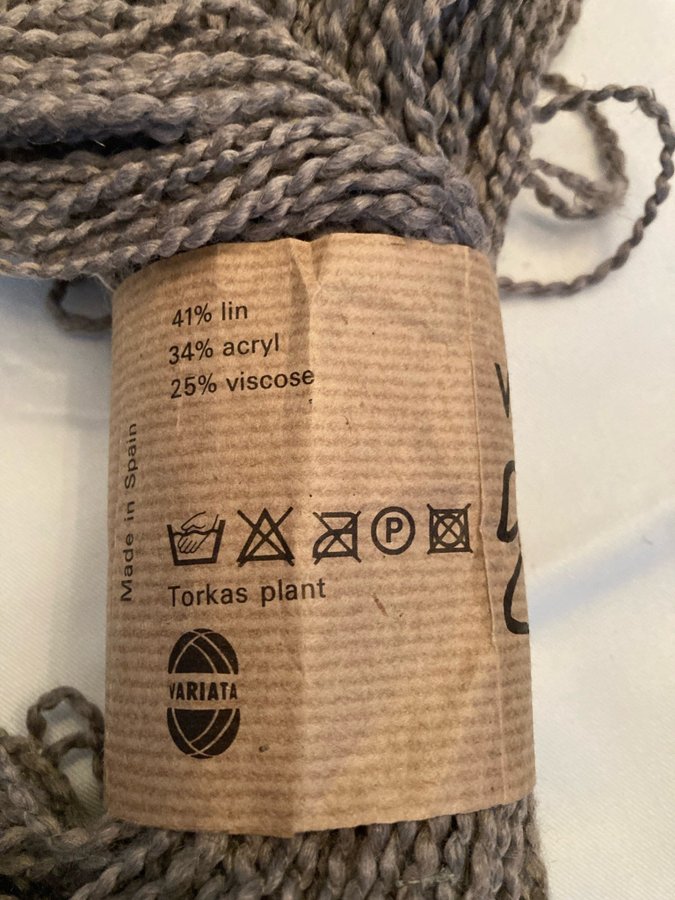 41% lin
34% acryl
25% viscose
Made in Spain
P
Torkas plant
VARIATA